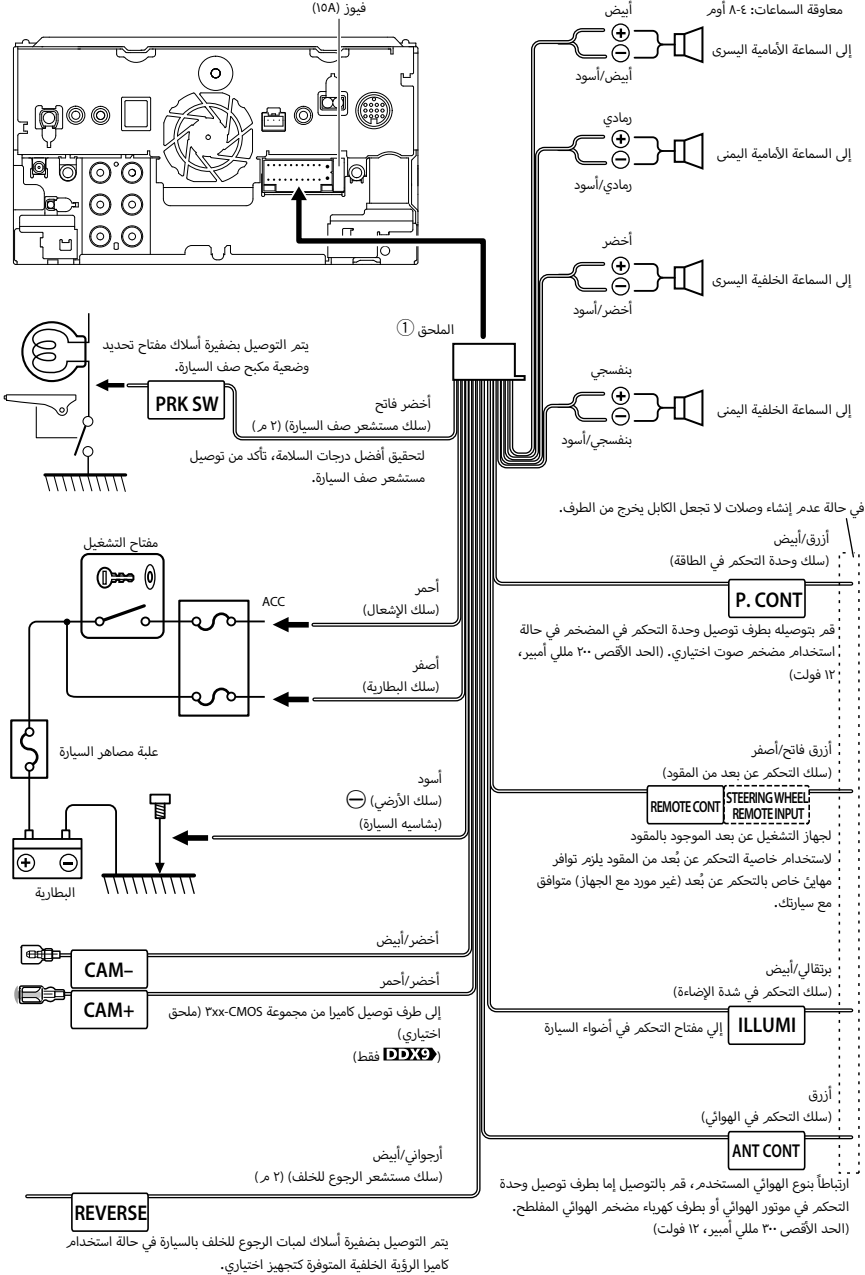 فيوز (١٥A)
معاوقة السماعات: ٤-٨ أوم
أبيض
إلى السماعة الأمامية اليسرى
أبيض/أسود
رمادي
إلى السماعة الأمامية اليمنى
رمادي/أسود
أخضر
إلى السماعة الخلفية اليسرى
أخضر/أسود
بنفسجي
إلى السماعة الخلفية اليمنى
بنفسجي/أسود
الملحق ①
يتم التوصيل بضفيرة أسلاك مفتاح تحديد
وضعية مكبح صف السيارة.
PRK SW
أخضر فاتح
(سلك مستشعر صف السيارة) (٢ م)
لتحقيق أفضل درجات السلامة، تأكد من توصيل
مستشعر صف السيارة.
مفتاح التشغيل
ACC
أحمر
(سلك الإشعال)
أصفر
(سلك البطارية)
علبة مصاهر السيارة
أسود
(سلك الأرضي) ⊖
(بشاسيه السيارة)
البطارية
أخضر/أبيض
CAM–
أخضر/أحمر
CAM+
إلى طرف توصيل كاميرا من مجموعة CMOS-٣xx (ملحق
اختياري)
(DDX9 فقط)
أرجواني/أبيض
(سلك مستشعر الرجوع للخلف) (٢ م)
REVERSE
يتم التوصيل بضفيرة أسلاك لمبات الرجوع للخلف بالسيارة في حالة استخدام
كاميرا الرؤية الخلفية المتوفرة كتجهيز اختياري.
في حالة عدم إنشاء وصلات لا تجعل الكابل يخرج من الطرف.
أزرق/أبيض
(سلك وحدة التحكم في الطاقة)
P. CONT
قم بتوصيله بطرف توصيل وحدة التحكم في المضخم في حالة
استخدام مضخم صوت اختياري. (الحد الأقصى ٢٠٠ مللي أمبير،
١٢ فولت)
أزرق فاتح/أصفر
(سلك التحكم عن بعد من المقود)
REMOTE CONT
STEERING WHEEL
REMOTE INPUT
لجهاز التشغيل عن بعد الموجود بالمقود
لاستخدام خاصية التحكم عن بُعد من المقود يلزم توافر
مهايئ خاص بالتحكم عن بُعد (غير مورد مع الجهاز) متوافق
مع سيارتك.
برتقالي/أبيض
(سلك التحكم في شدة الإضاءة)
ILLUMI
إلي مفتاح التحكم في أضواء السيارة
أزرق
(سلك التحكم في الهوائي)
ANT CONT
ارتباطاً بنوع الهوائي المستخدم، قم بالتوصيل إما بطرف توصيل وحدة
التحكم في موتور الهوائي أو بطرف كهرباء مضخم الهوائي المفلطح.
(الحد الأقصى ٣٠٠ مللي أمبير، ١٢ فولت)